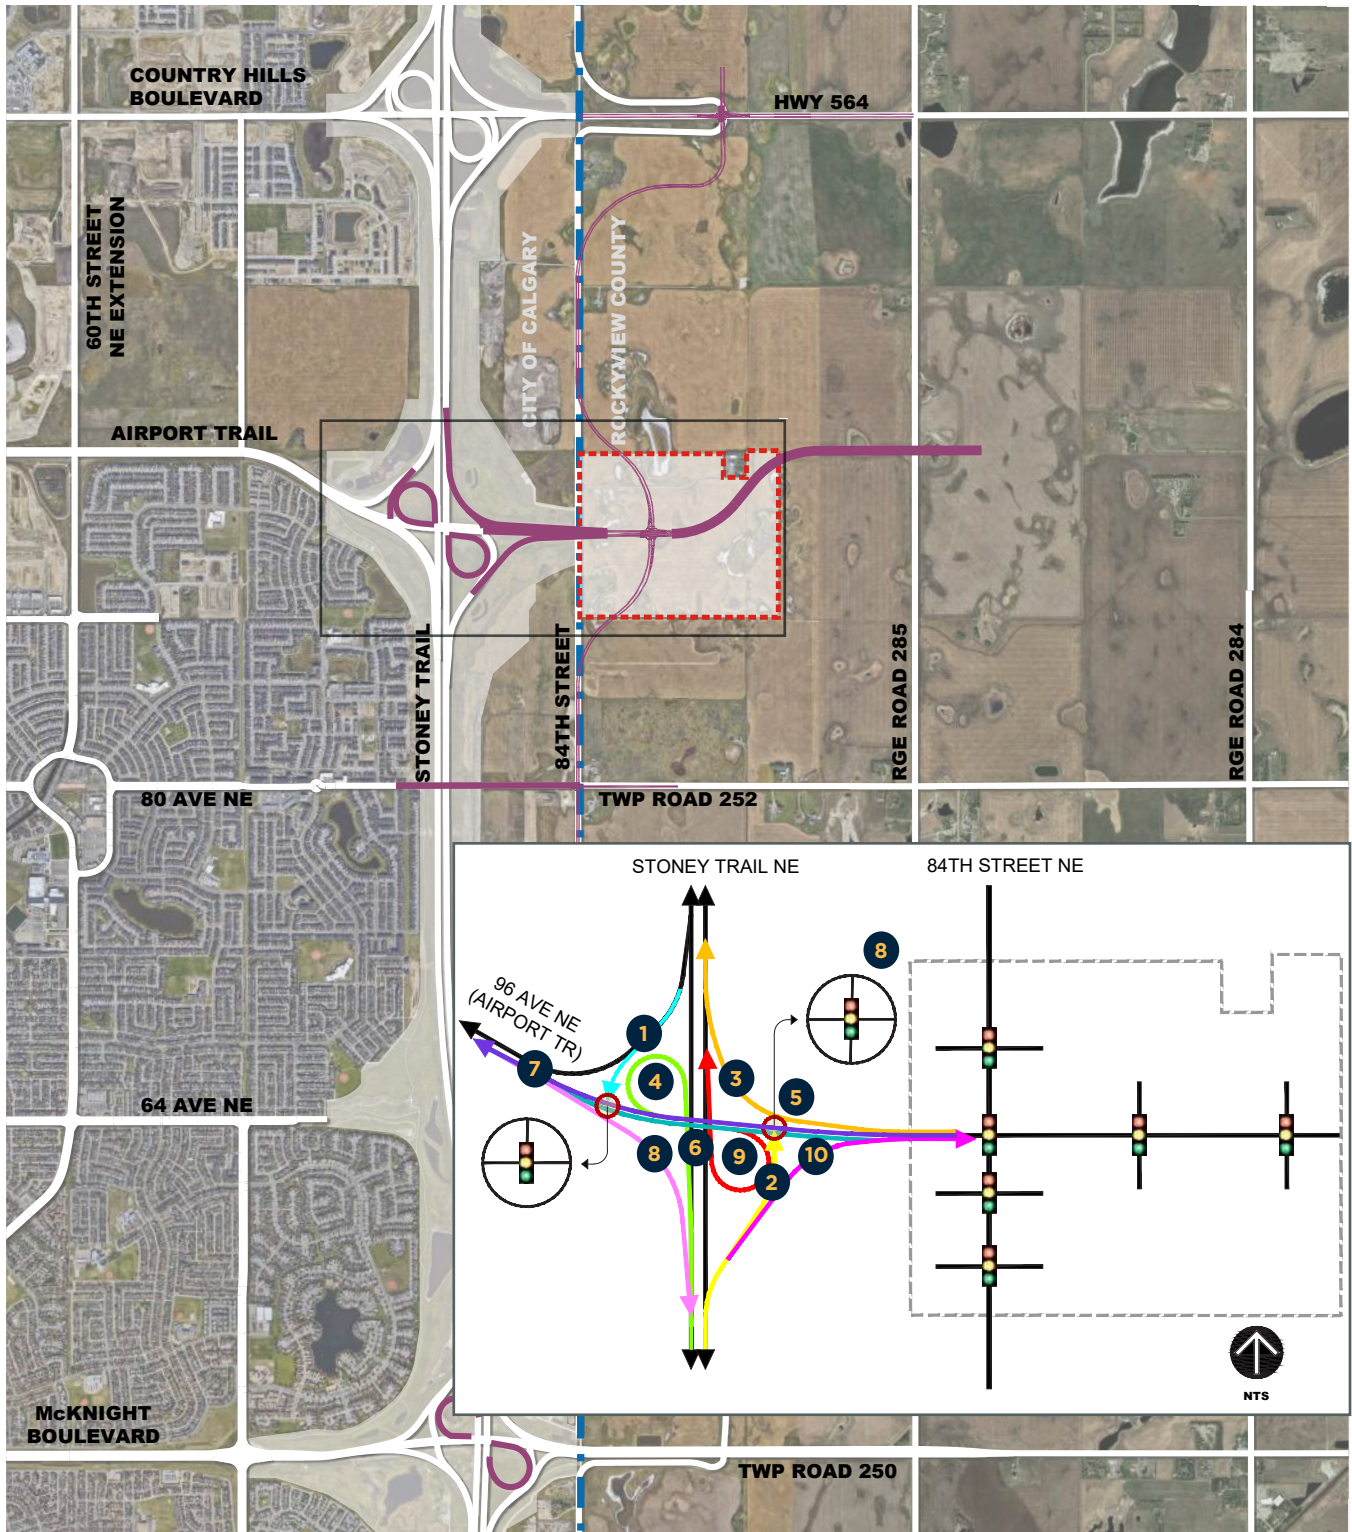 COUNTRY HILLS
BOULEVARD
HWY 564
60TH STREET
NE EXTENSION
CITY OF CALGARY
ROCKYVIEW COUNTY
AIRPORT TRAIL
STONEY TRAIL
84TH STREET
RGE ROAD 285
RGE ROAD 284
80 AVE NE
TWP ROAD 252
STONEY TRAIL NE
84TH STREET NE
8
96 AVE NE
(AIRPORT TR)
1
7
4
3
5
6
8
9
10
2
64 AVE NE
NTS
McKNIGHT
BOULEVARD
TWP ROAD 250